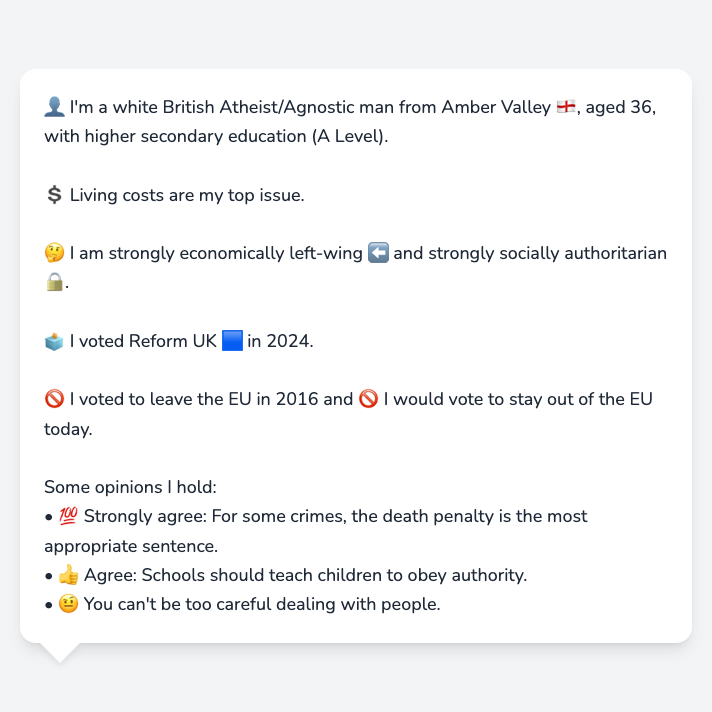 👤 I'm a white British Atheist/Agnostic man from Amber Valley 🏴󠁧󠁢󠁥󠁮󠁧󠁿, aged 36,
with higher secondary education (A Level).
💲 Living costs are my top issue.
🤔 I am strongly economically left-wing ⬅️ and strongly socially authoritarian
🔒.
🗳️ I voted Reform UK 🟦 in 2024.
🚫 I voted to leave the EU in 2016 and 🚫 I would vote to stay out of the EU
today.
Some opinions I hold:
• 💯 Strongly agree: For some crimes, the death penalty is the most
appropriate sentence.
• 👍 Agree: Schools should teach children to obey authority.
• 🤨 You can't be too careful dealing with people.